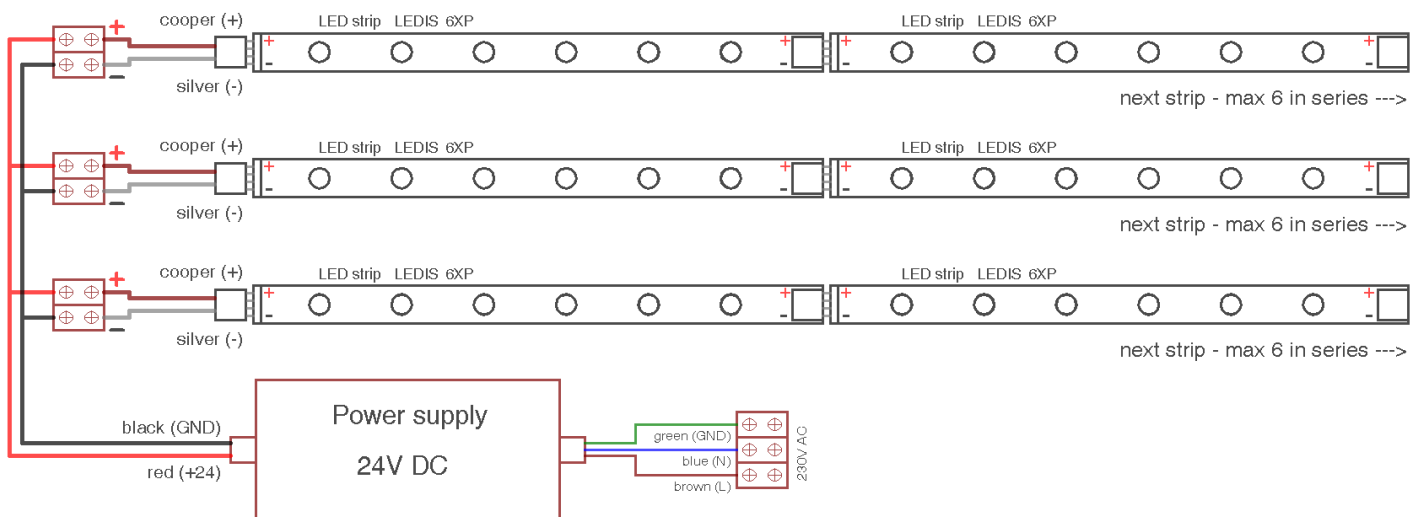 cooper (+)
LED strip LEDIS 6XP
LED strip LEDIS 6XP
+
+
+
+
+
-
-
-
-
−
silver (-)
next strip - max 6 in series --->
cooper (+)
LED strip LEDIS 6XP
LED strip LEDIS 6XP
+
+
+
+
+
-
-
-
-
−
silver (-)
next strip - max 6 in series --->
cooper (+)
LED strip LEDIS 6XP
LED strip LEDIS 6XP
+
+
+
+
+
-
-
-
-
−
silver (-)
next strip - max 6 in series --->
Power supply
24V DC
black (GND)
red (+24)
green (GND)
blue (N)
brown (L)
230V AC